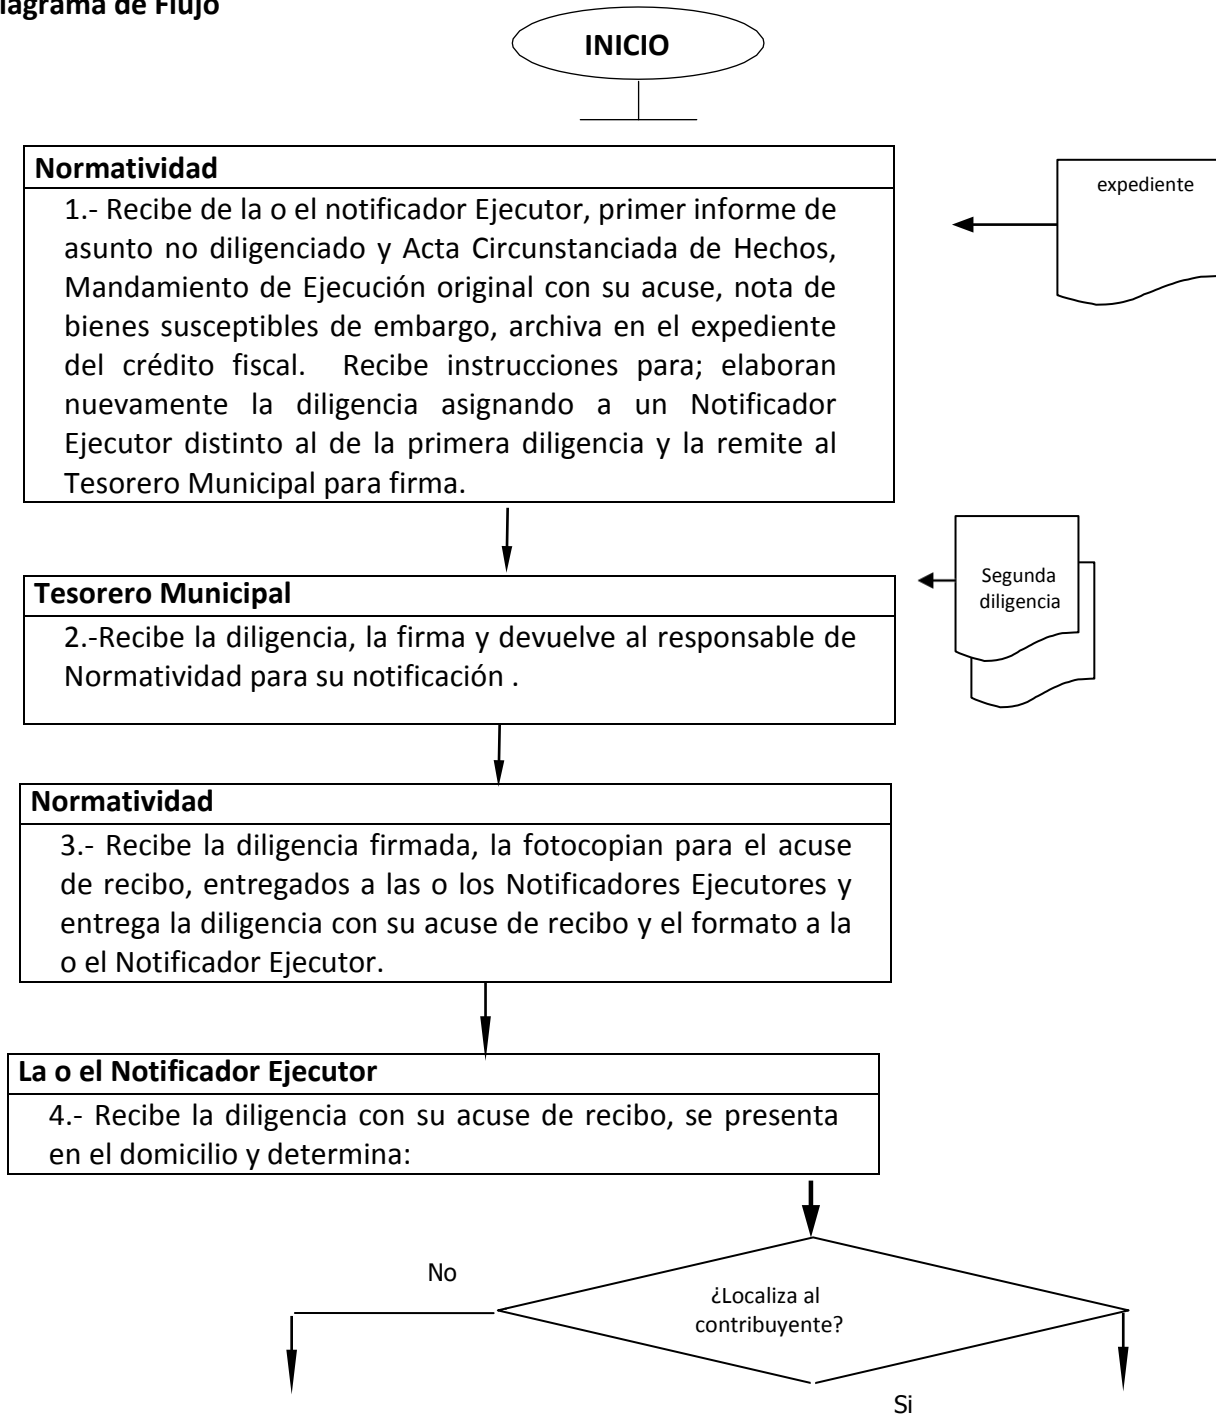 lagrama de Flujo
INICIO
Normatividad
1.- Recibe de la o el notificador Ejecutor, primer informe de
asunto no diligenciado y Acta Circunstanciada de Hechos,
Mandamiento de Ejecución original con su acuse, nota de
bienes susceptibles de embargo, archiva en el expediente
del crédito fiscal. Recibe instrucciones para; elaboran
nuevamente la diligencia asignando a un Notificador
Ejecutor distinto al de la primera diligencia y la remite al
Tesorero Municipal para firma.
expediente
Tesorero Municipal
2.-Recibe la diligencia, la firma y devuelve al responsable de
Normatividad para su notificación .
Segunda
diligencia
Normatividad
3.- Recibe la diligencia firmada, la fotocopian para el acuse
de recibo, entregados a las o los Notificadores Ejecutores y
entrega la diligencia con su acuse de recibo y el formato a la
o el Notificador Ejecutor.
La o el Notificador Ejecutor
4.- Recibe la diligencia con su acuse de recibo, se presenta
en el domicilio y determina:
No
¿Localiza al
contribuyente?
Si